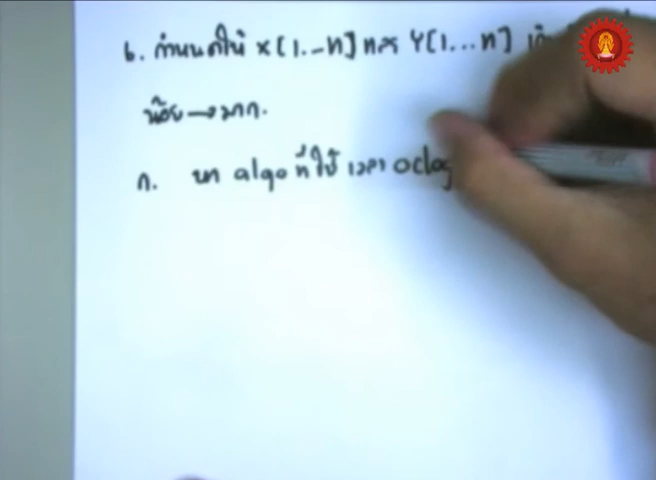 6. กำหนดให้ X[1..n] และ Y[1...n]
น้อย → มาก.
ก. หา algo ที่ใช้ เวลา O(log